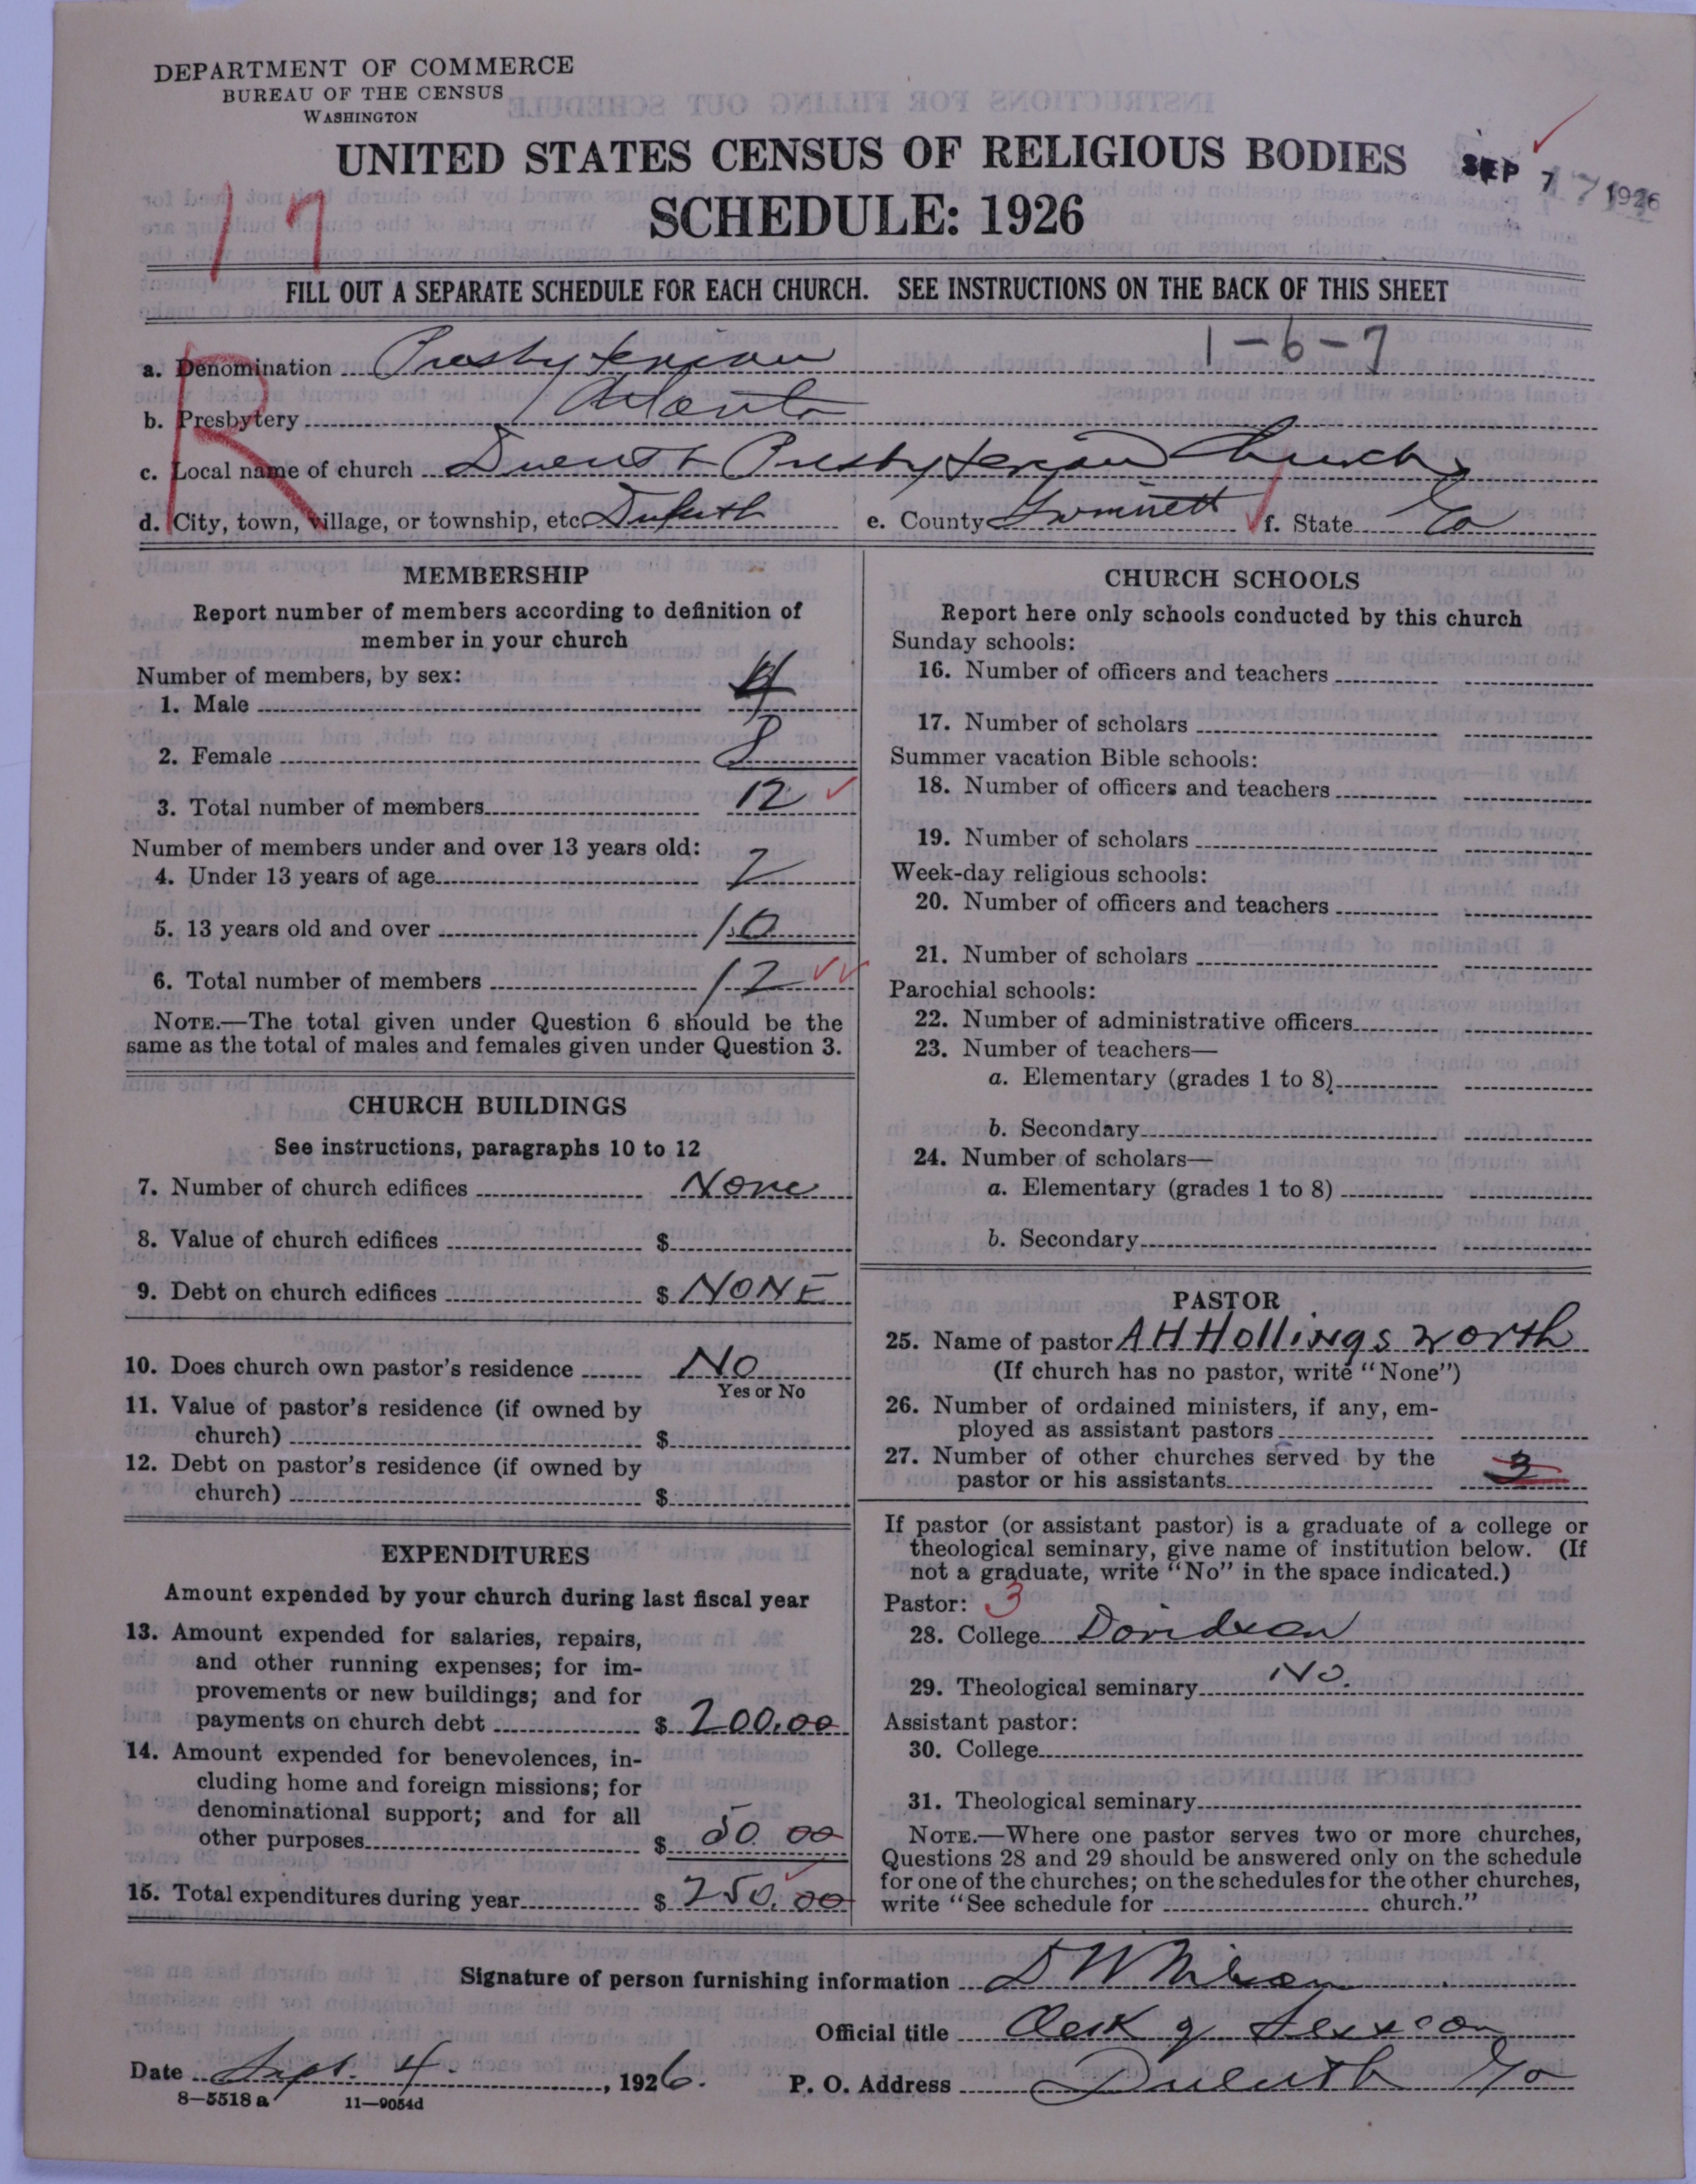 DEPARTMENT OF COMMERCE
BUREAU OF THE CENSUS
WASHINGTON
UNITED STATES CENSUS OF RELIGIOUS BODIES
SCHEDULE: 1926
SEP 7 1926
17
FILL OUT A SEPARATE SCHEDULE FOR EACH CHURCH. SEE INSTRUCTIONS ON THE BACK OF THIS SHEET
1-6-7
R
a. Denomination Presbyterian
b. Presbytery Atlanta
c. Local name of church Duluth Presbyterian Church
d. City, town, village, or township, etc. Duluth e. County Gwinnett f. State Ga
MEMBERSHIP
Report number of members according to definition of
member in your church
Number of members, by sex:
1. Male 4
2. Female 8
3. Total number of members 12
Number of members under and over 13 years old:
4. Under 13 years of age 2
5. 13 years old and over 10
6. Total number of members 12
NOTE.—The total given under Question 6 should be the
same as the total of males and females given under Question 3.
CHURCH BUILDINGS
See instructions, paragraphs 10 to 12
7. Number of church edifices None
8. Value of church edifices $
9. Debt on church edifices $ NONE
10. Does church own pastor's residence No
Yes or No
11. Value of pastor's residence (if owned by
church) $
12. Debt on pastor's residence (if owned by
church) $
EXPENDITURES
Amount expended by your church during last fiscal year
13. Amount expended for salaries, repairs,
and other running expenses; for im-
provements or new buildings; and for
payments on church debt $ 200.00
14. Amount expended for benevolences, in-
cluding home and foreign missions; for
denominational support; and for all
other purposes $ 50 00
15. Total expenditures during year $ 250.00
CHURCH SCHOOLS
Report here only schools conducted by this church
Sunday schools:
16. Number of officers and teachers
17. Number of scholars
Summer vacation Bible schools:
18. Number of officers and teachers
19. Number of scholars
Week-day religious schools:
20. Number of officers and teachers
21. Number of scholars
Parochial schools:
22. Number of administrative officers
23. Number of teachers—
a. Elementary (grades 1 to 8)
b. Secondary
24. Number of scholars—
a. Elementary (grades 1 to 8)
b. Secondary
PASTOR
25. Name of pastor A H Hollingsworth
(If church has no pastor, write "None")
26. Number of ordained ministers, if any, em-
ployed as assistant pastors
27. Number of other churches served by the
pastor or his assistants 3
If pastor (or assistant pastor) is a graduate of a college or
theological seminary, give name of institution below. (If
not a graduate, write "No" in the space indicated.)
Pastor: 3
28. College Davidson
29. Theological seminary No.
Assistant pastor:
30. College
31. Theological seminary
NOTE.—Where one pastor serves two or more churches,
Questions 28 and 29 should be answered only on the schedule
for one of the churches; on the schedules for the other churches,
write "See schedule for church."
Signature of person furnishing information D W
Official title Clerk of Session
Date Sept. 4, 1926. P. O. Address Duluth Ga
8—5518 a 11—9054d